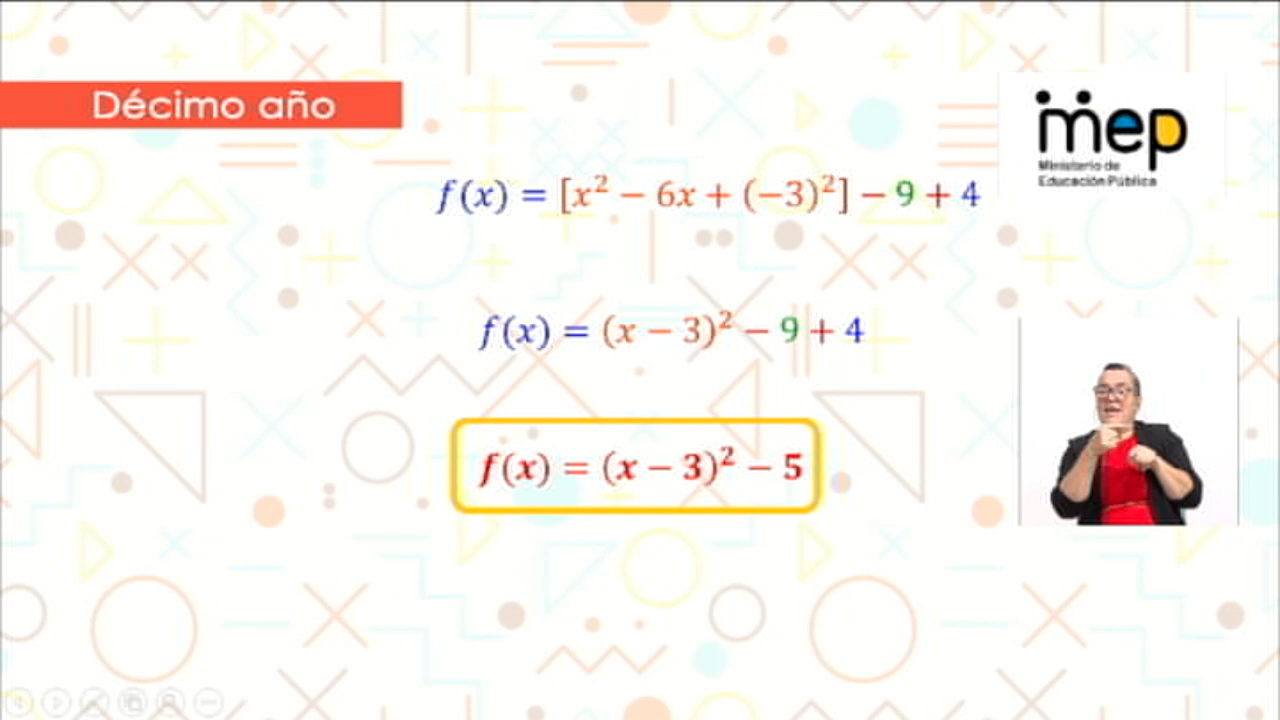 Décimo año
mep
Ministerio de
Educación Pública
f(x) = [x² − 6x + (−3)²] − 9 + 4
f(x) = (x − 3)² − 9 + 4
f(x) = (x − 3)² − 5